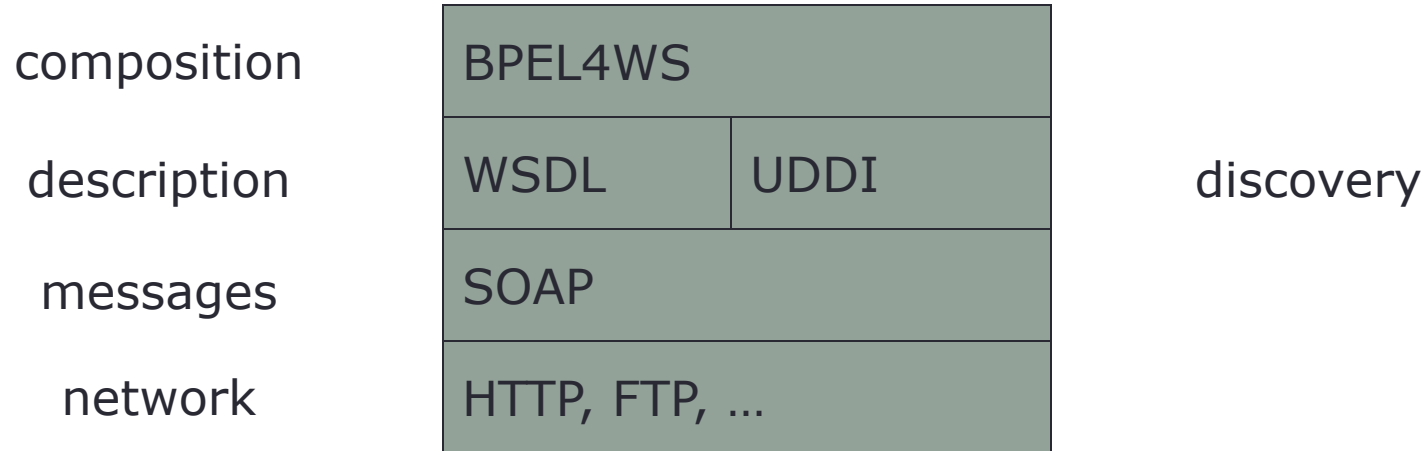 composition BPEL4WS
description WSDL UDDI discovery
messages SOAP
network HTTP, FTP, …